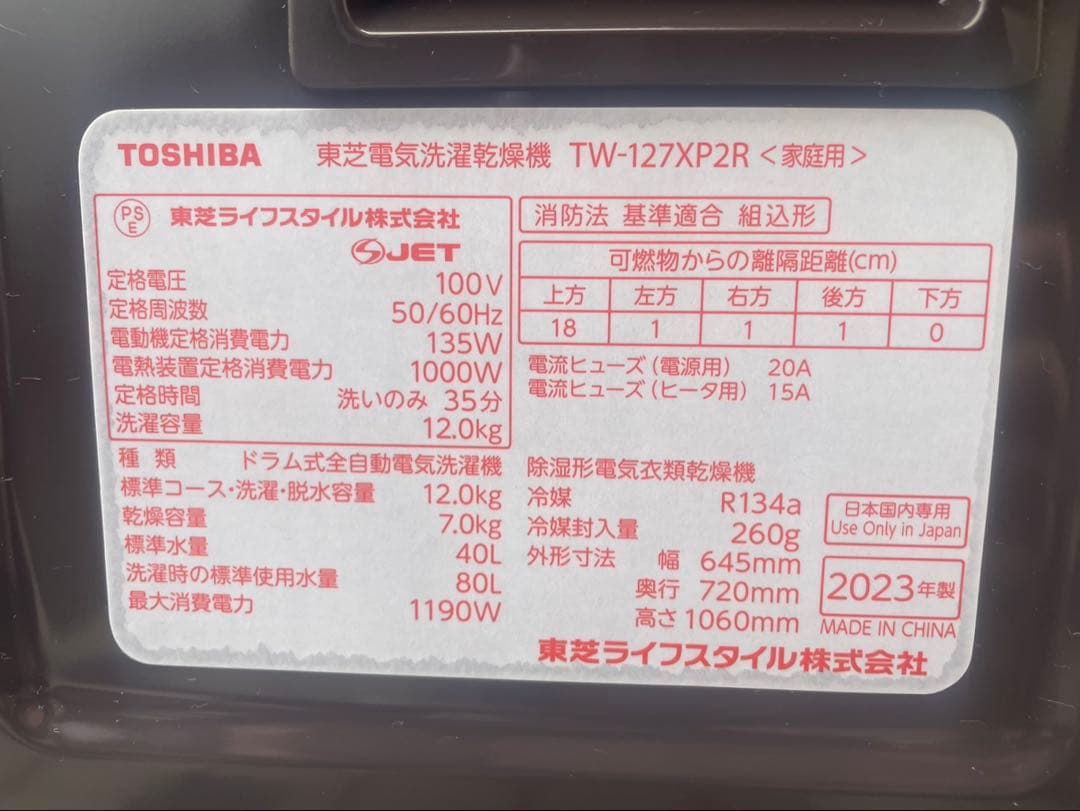 TOSHIBA 東芝電気洗濯乾燥機 TW-127XP2R <家庭用>
PS E 東芝ライフスタイル株式会社
S JET
定格電圧 100V
定格周波数 50/60Hz
電動機定格消費電力 135W
電熱装置定格消費電力 1000W
定格時間 洗いのみ 35分
洗濯容量 12.0kg
種類 ドラム式全自動電気洗濯機
標準コース・洗濯・脱水容量 12.0kg
乾燥容量 7.0kg
標準水量 40L
洗濯時の標準使用水量 80L
最大消費電力 1190W
消防法 基準適合 組込形
可燃物からの離隔距離(cm)
上方 左方 右方 後方 下方
18 1 1 1 0
電流ヒューズ(電源用) 20A
電流ヒューズ(ヒータ用) 15A
除湿形電気衣類乾燥機
冷媒 R134a
冷媒封入量 260g
外形寸法 幅 645mm
奥行 720mm
高さ 1060mm
日本国内専用
Use Only in Japan
2023年製
MADE IN CHINA
東芝ライフスタイル株式会社